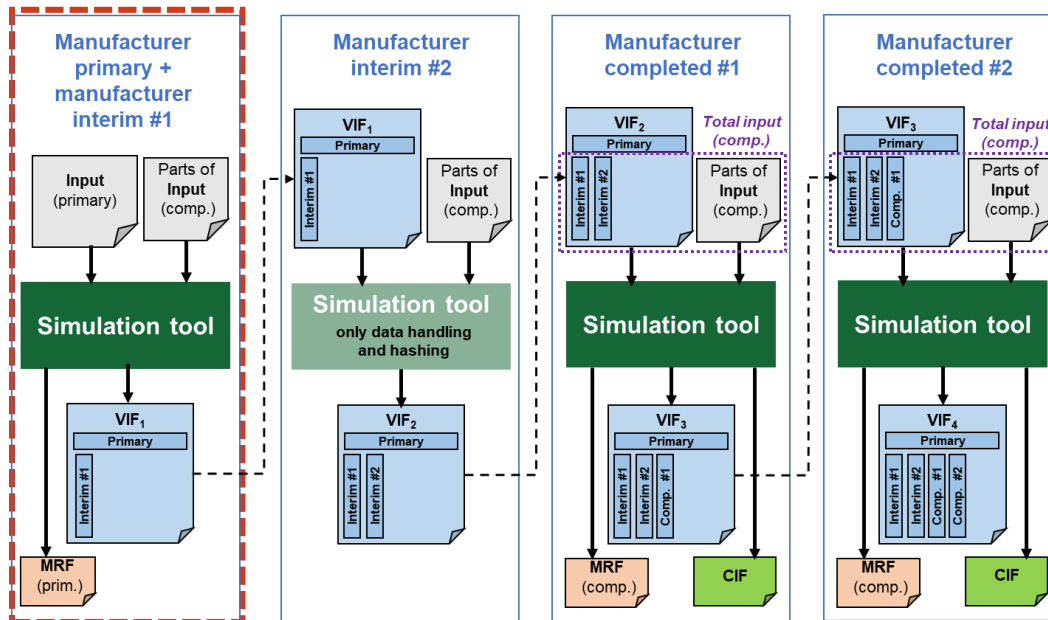 Manufacturer
primary +
manufacturer
interim #1
Input
(primary)
Parts of
Input
(comp.)
Simulation tool
VIF1
Primary
Interim #1
MRF
(prim.)
Manufacturer
interim #2
VIF1
Primary
Interim #1
Parts of
Input
(comp.)
Simulation tool
only data handling
and hashing
VIF2
Primary
Interim #1
Interim #2
Manufacturer
completed #1
VIF2
Primary
Interim #1
Interim #2
Total input
(comp.)
Parts of
Input
(comp.)
Simulation tool
VIF3
Primary
Interim #1
Interim #2
Comp. #1
MRF
(comp.)
CIF
Manufacturer
completed #2
VIF3
Primary
Interim #1
Interim #2
Comp. #1
Total input
(comp.)
Parts of
Input
(comp.)
Simulation tool
VIF4
Primary
Interim #1
Interim #2
Comp. #1
Comp. #2
MRF
(comp.)
CIF